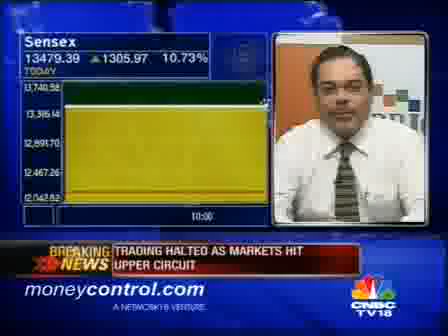 Sensex
13479.39 ▲ 1305.97 10.73%
TODAY
13,740.58
13,316.14
12,891.70
12,467.26
12,042.82
10:00
BREAKING NEWS
TRADING HALTED AS MARKETS HIT
UPPER CIRCUIT
moneycontrol.com
A NETWORK18 VENTURE
CNBC
TV18